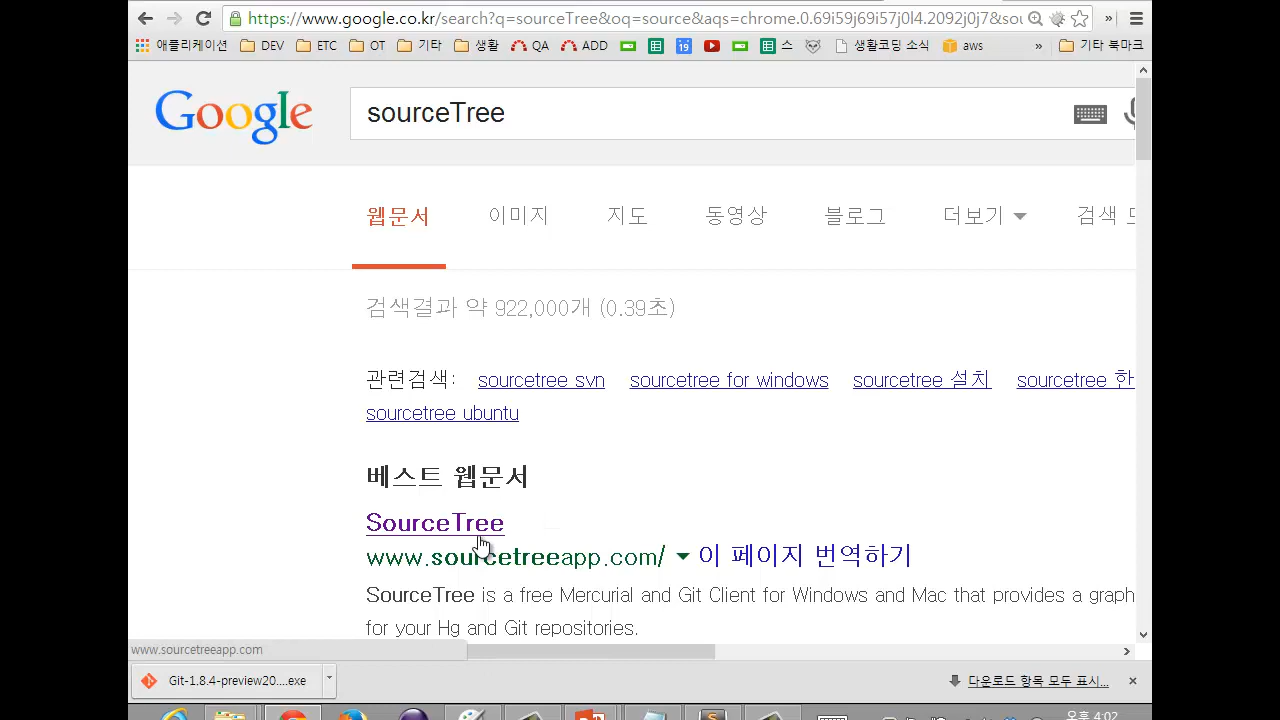 https://www.google.co.kr/search?q=sourceTree&oq=source&aqs=chrome.0.69i59j69i57j0l4.2092j0j7&sou
»
애플리케이션 DEV ETC OT 기타 생활 QA ADD 19 스 생활코딩 소식 aws » 기타 북마크
Google sourceTree
웹문서 이미지 지도 동영상 블로그 더보기 검색
검색결과 약 922,000개 (0.39초)
관련검색: sourcetree svn sourcetree for windows sourcetree 설치 sourcetree 한
sourcetree ubuntu
베스트 웹문서
SourceTree
www.sourcetreeapp.com/ 이 페이지 번역하기
SourceTree is a free Mercurial and Git Client for Windows and Mac that provides a graph
for your Hg and Git repositories.
www.sourcetreeapp.com
Git-1.8.4-preview20....exe 다운로드 항목 모두 표시...
오후 4:02